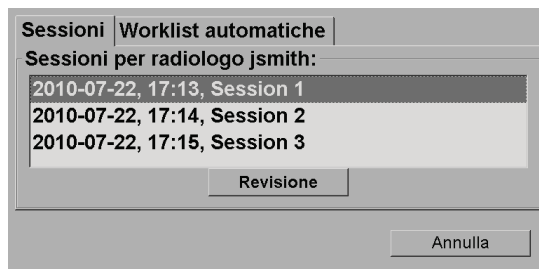 Sessioni Worklist automatiche
Sessioni per radiologo jsmith:
2010-07-22, 17:13, Session 1
2010-07-22, 17:14, Session 2
2010-07-22, 17:15, Session 3
Revisione
Annulla